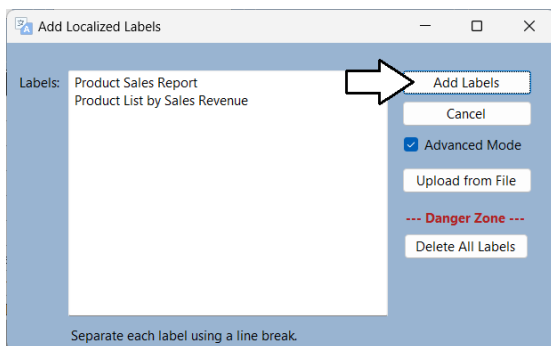 Add Localized Labels
Labels:
Product Sales Report
Product List by Sales Revenue
Add Labels
Cancel
Advanced Mode
Upload from File
--- Danger Zone ---
Delete All Labels
Separate each label using a line break.